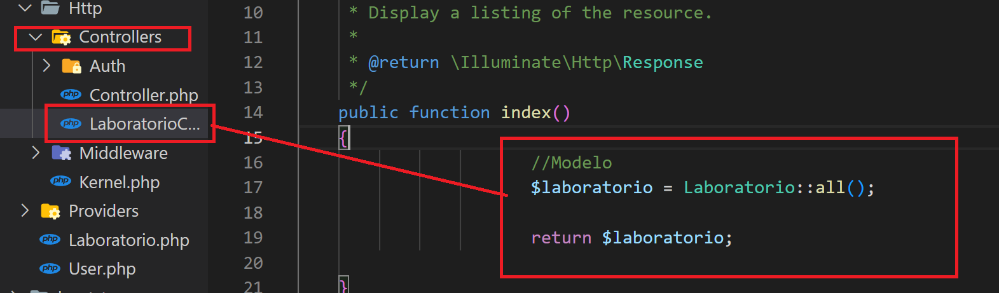 Http
Controllers
Auth
php Controller.php
php LaboratorioC...
Middleware
php Kernel.php
Providers
php Laboratorio.php
php User.php
10 * Display a listing of the resource.
11 *
12 * @return \Illuminate\Http\Response
13 */
14 public function index()
15 {
16 //Modelo
17 $laboratorio = Laboratorio::all();
18
19 return $laboratorio;
20
21 }